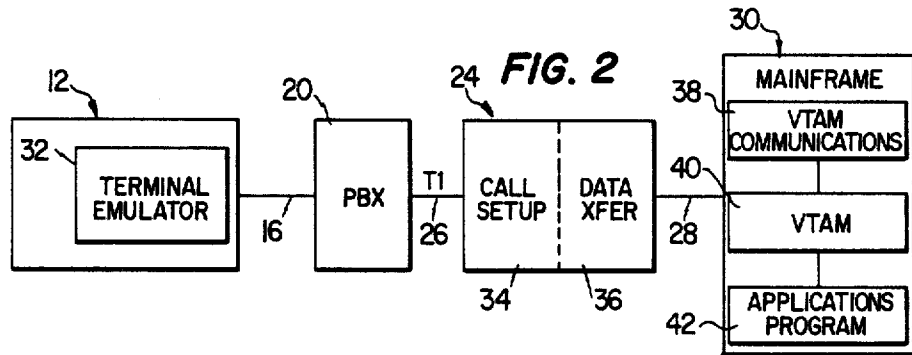 FIG. 2
12
32
TERMINAL
EMULATOR
16
20
PBX
T1
26
24
CALL
SETUP
34
DATA
XFER
36
28
30
MAINFRAME
38
VTAM
COMMUNICATIONS
40
VTAM
42
APPLICATIONS
PROGRAM